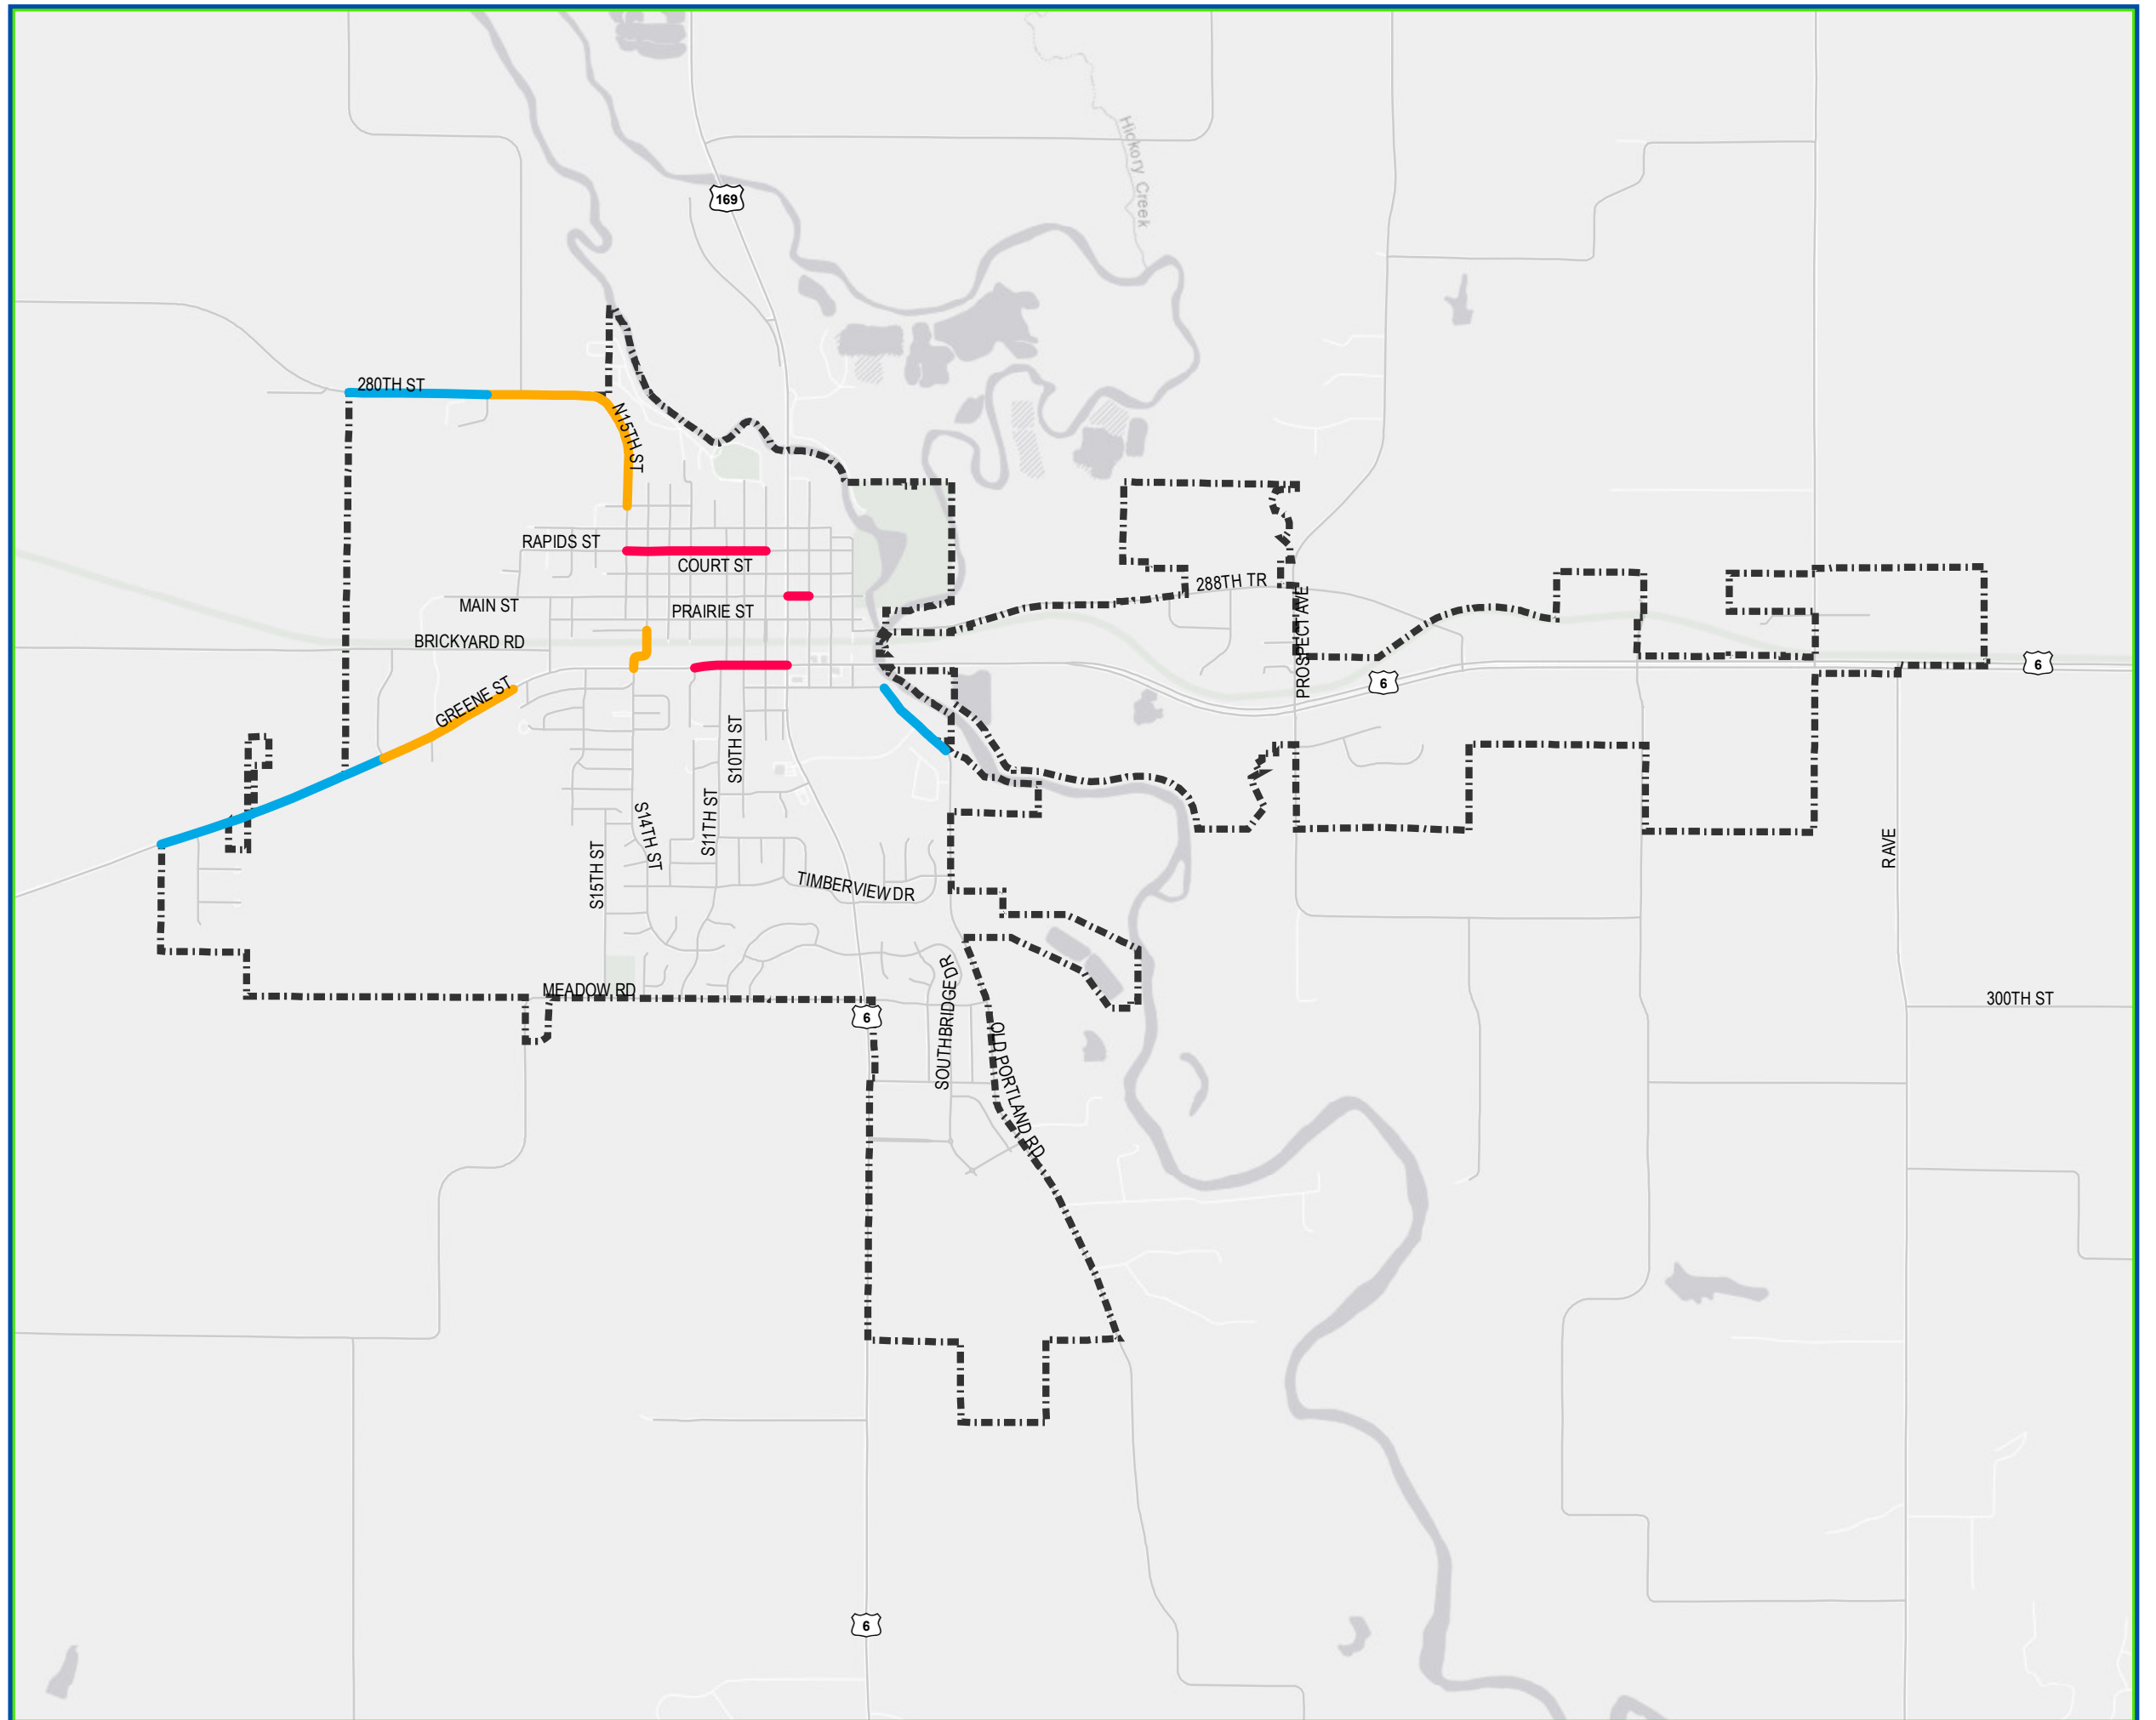 Hickory Creek
169
280TH ST
N15TH ST
RAPIDS ST
COURT ST
288TH TR
MAIN ST
PRAIRIE ST
PROSPECT AVE
BRICKYARD RD
6
6
GREENE ST
S10TH ST
S11TH ST
S14TH ST
S15TH ST
R AVE
TIMBERVIEW DR
MEADOW RD
SOUTHBRIDGE DR
300TH ST
6
OLD PORTLAND RD
6